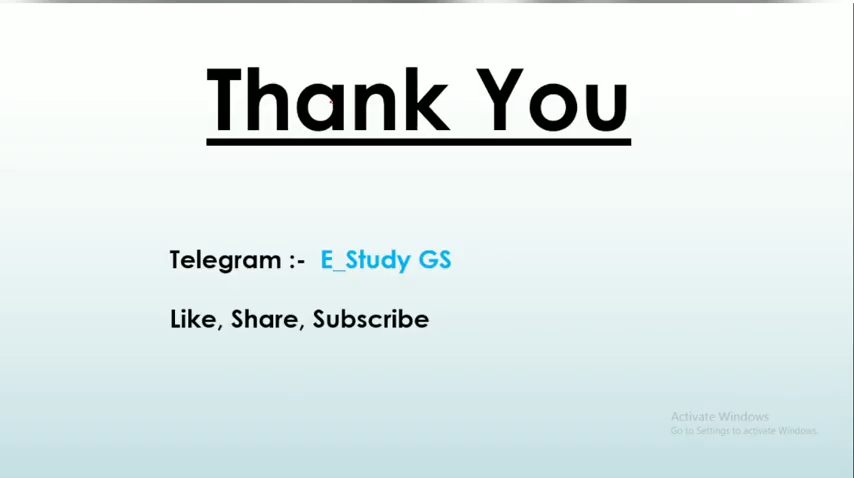 Thank You
Telegram :- E_Study GS
Like, Share, Subscribe
Activate Windows
Go to Settings to activate Windows.